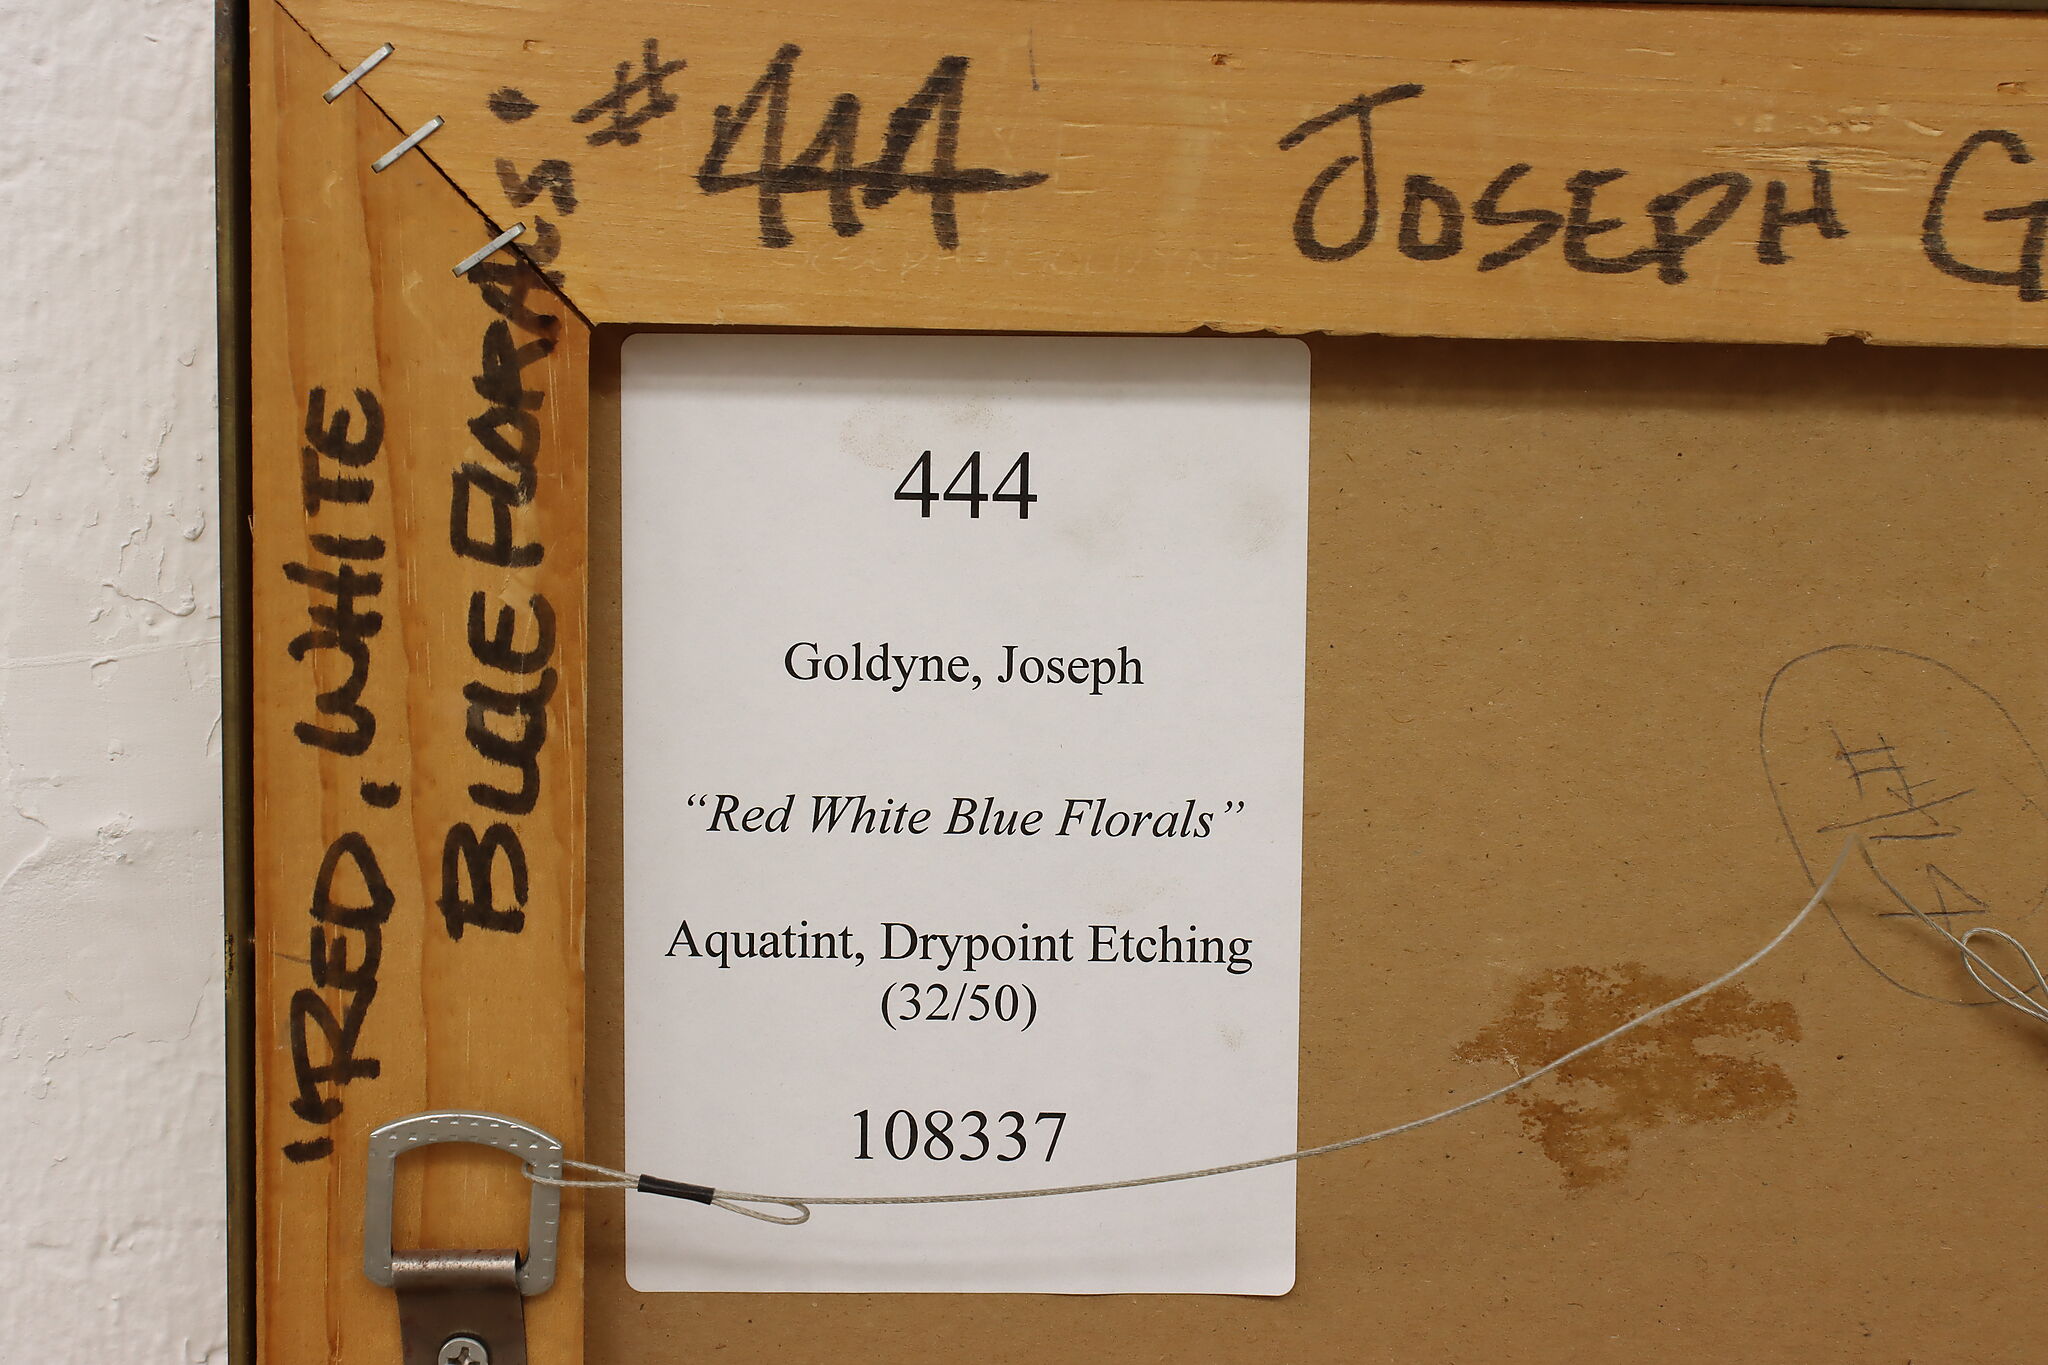 #444 JOSEPH G
'RED, WHITE
BLUE FLORALS'
444
Goldyne, Joseph
“Red White Blue Florals”
Aquatint, Drypoint Etching
(32/50)
108337